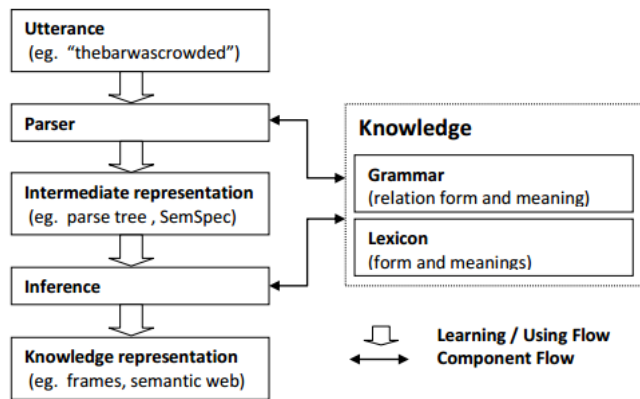 Utterance
(eg. “thebarwascrowded”)
Parser
Intermediate representation
(eg. parse tree , SemSpec)
Inference
Knowledge representation
(eg. frames, semantic web)
Knowledge
Grammar
(relation form and meaning)
Lexicon
(form and meanings)
Learning / Using Flow
Component Flow